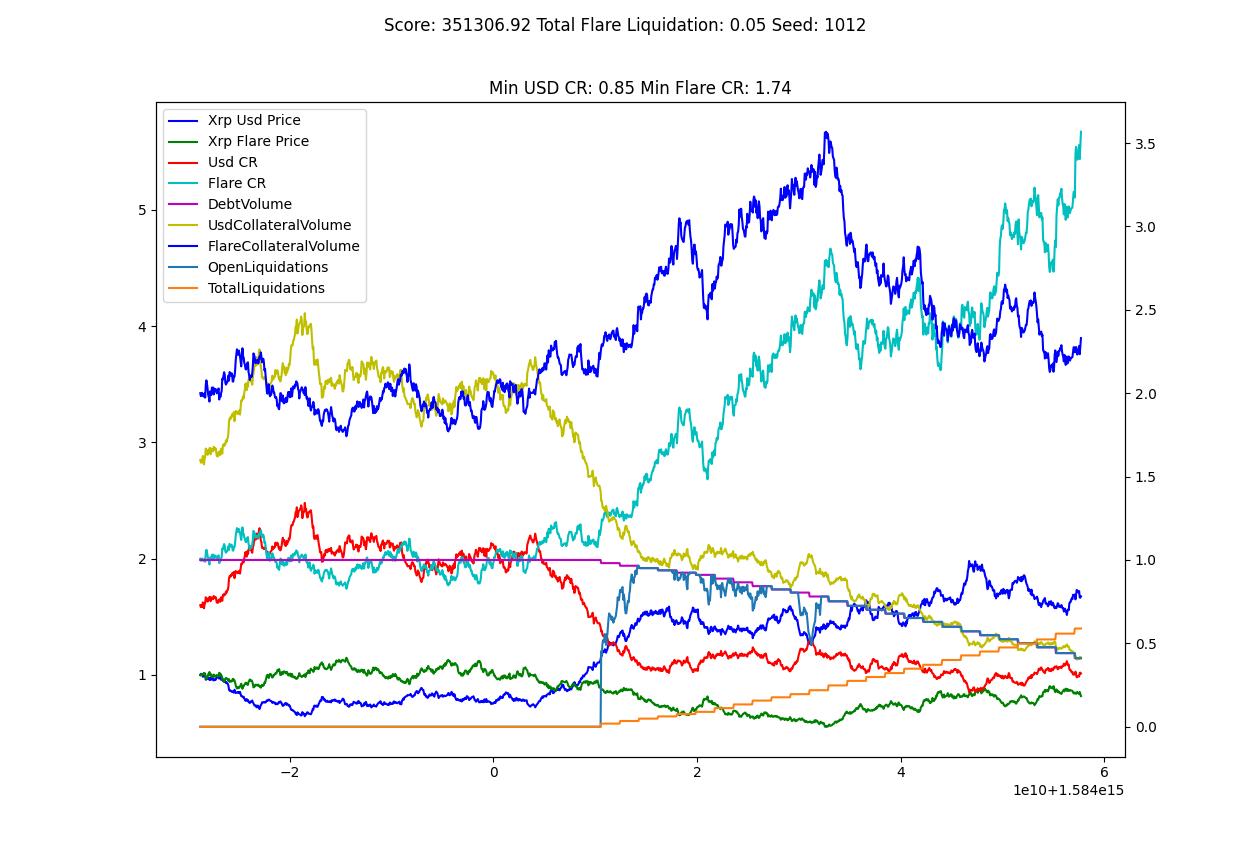 Score: 351306.92 Total Flare Liquidation: 0.05 Seed: 1012
Min USD CR: 0.85 Min Flare CR: 1.74
Xrp Usd Price
Xrp Flare Price
Usd CR
Flare CR
DebtVolume
UsdCollateralVolume
FlareCollateralVolume
OpenLiquidations
TotalLiquidations
5
4
3
2
1
3.5
3.0
2.5
2.0
1.5
1.0
0.5
0.0
−2 0 2 4 6
1e10+1.584e15